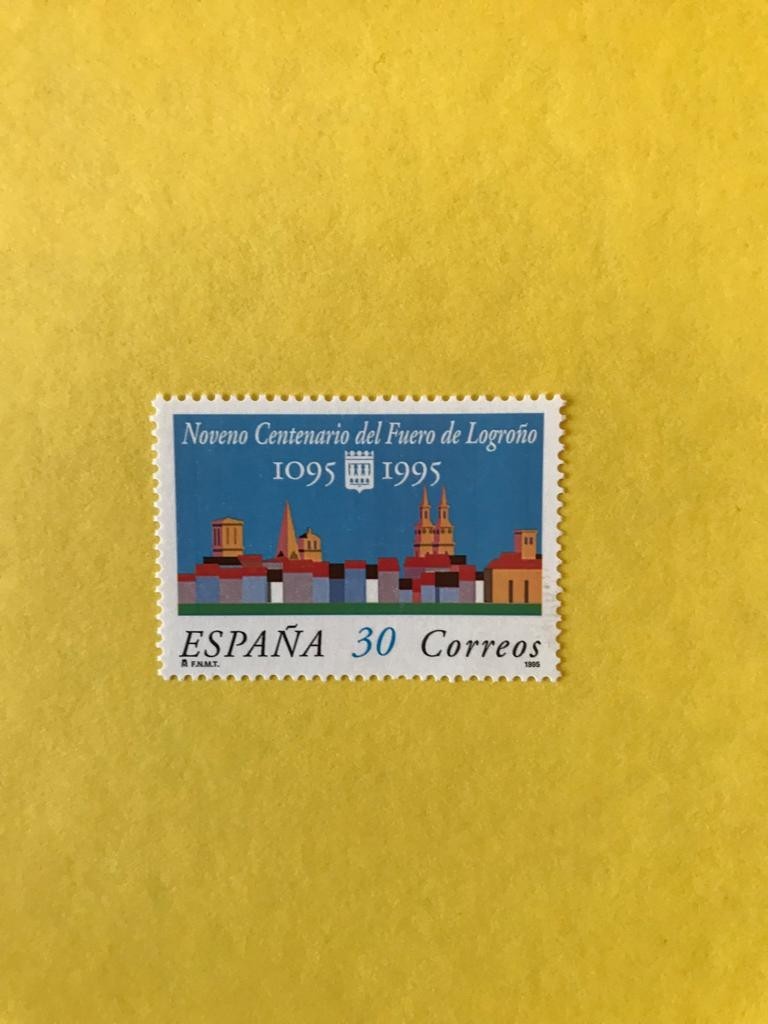 Noveno Centenario del Fuero de Logroño
1095 1995
ESPAÑA 30 Correos
F.N.M.T. 1995